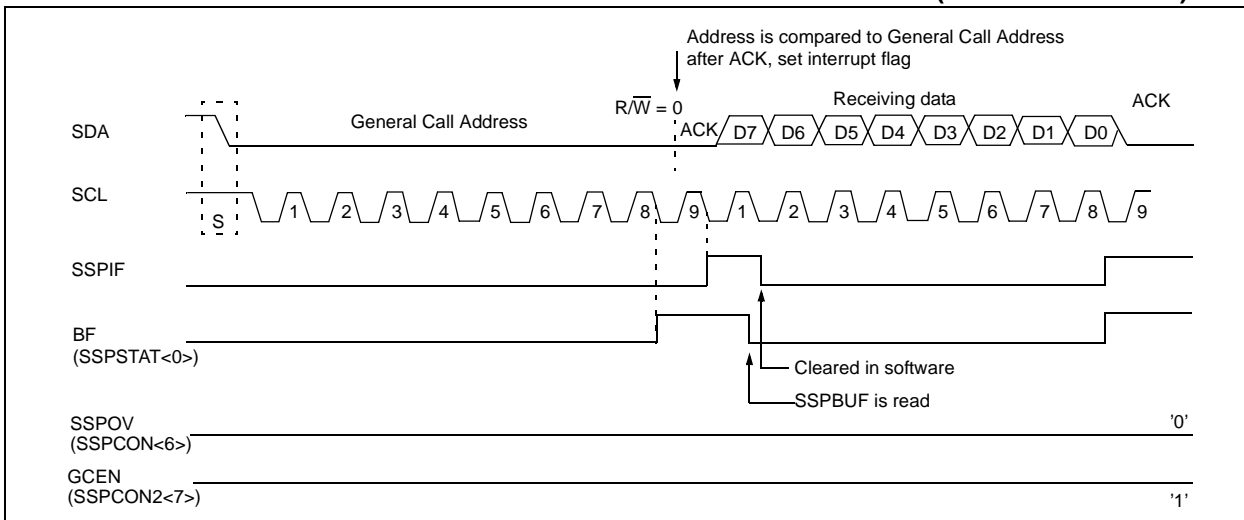 Address is compared to General Call Address
after ACK, set interrupt flag
R/W̅ = 0
Receiving data
ACK
SDA
General Call Address
ACK
D7 D6 D5 D4 D3 D2 D1 D0
SCL
S
1 2 3 4 5 6 7 8 9 1 2 3 4 5 6 7 8 9
SSPIF
BF
(SSPSTAT<0>)
Cleared in software
SSPBUF is read
SSPOV
(SSPCON<6>)
'0'
GCEN
(SSPCON2<7>)
'1'